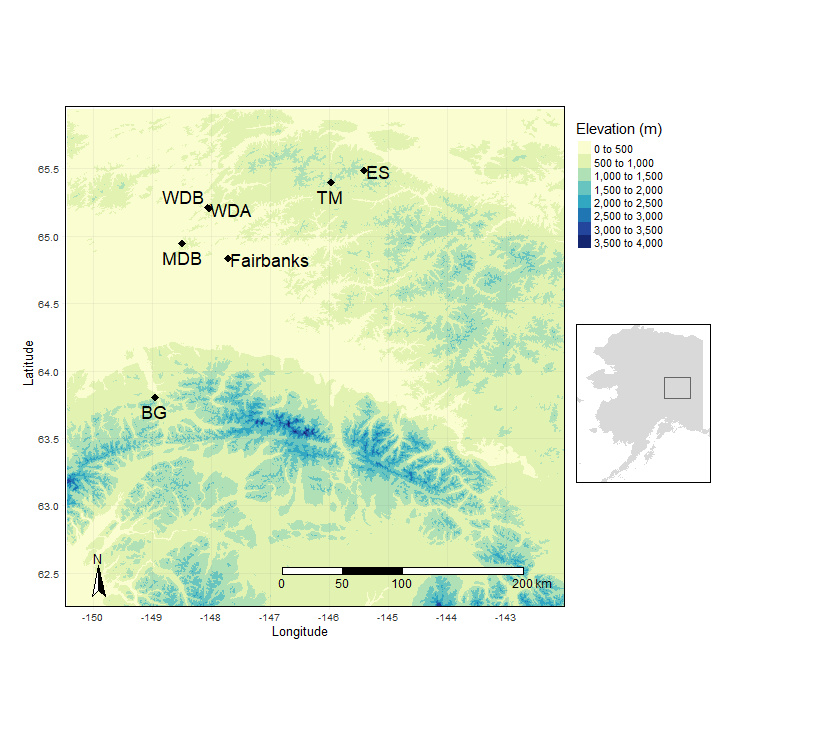 Elevation (m)
0 to 500
500 to 1,000
1,000 to 1,500
1,500 to 2,000
2,000 to 2,500
2,500 to 3,000
3,000 to 3,500
3,500 to 4,000
65.5
65.0
64.5
64.0
63.5
63.0
62.5
Latitude
ES
TM
WDB
WDA
MDB
Fairbanks
BG
N
0 50 100 200 km
-150 -149 -148 -147 -146 -145 -144 -143
Longitude